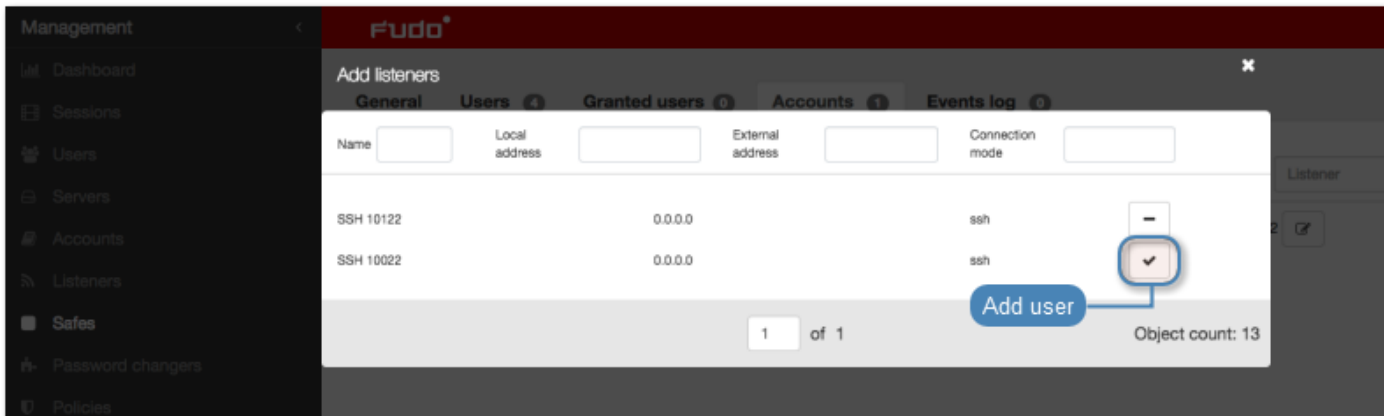 Management
Fudo
Dashboard
Add listeners
General Users 4 Granted users 0 Accounts 1 Events log 0
Sessions
Name Local address External address Connection mode
Users
Listener
Servers
SSH 10122 0.0.0.0 ssh
2
Accounts
SSH 10022 0.0.0.0 ssh
Listeners
Add user
Safes
1 of 1 Object count: 13
Password changers
Policies